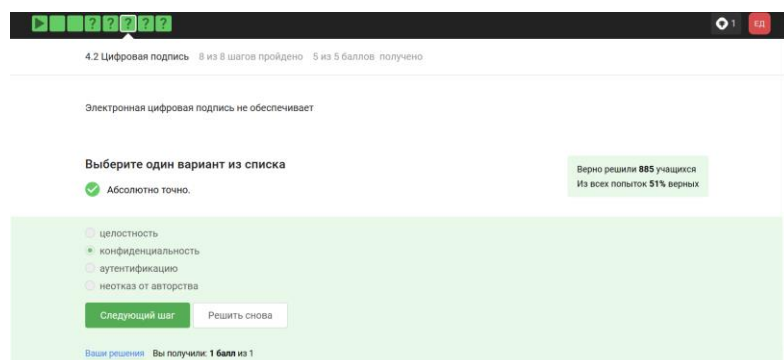 ? ? ? ? ?
1 ЕД
4.2 Цифровая подпись 8 из 8 шагов пройдено 5 из 5 баллов получено
Электронная цифровая подпись не обеспечивает
Выберите один вариант из списка
Абсолютно точно.
Верно решили 885 учащихся
Из всех попыток 51% верных
целостность
конфиденциальность
аутентификацию
неотказ от авторства
Следующий шаг Решить снова
Ваши решения Вы получили: 1 балл из 1